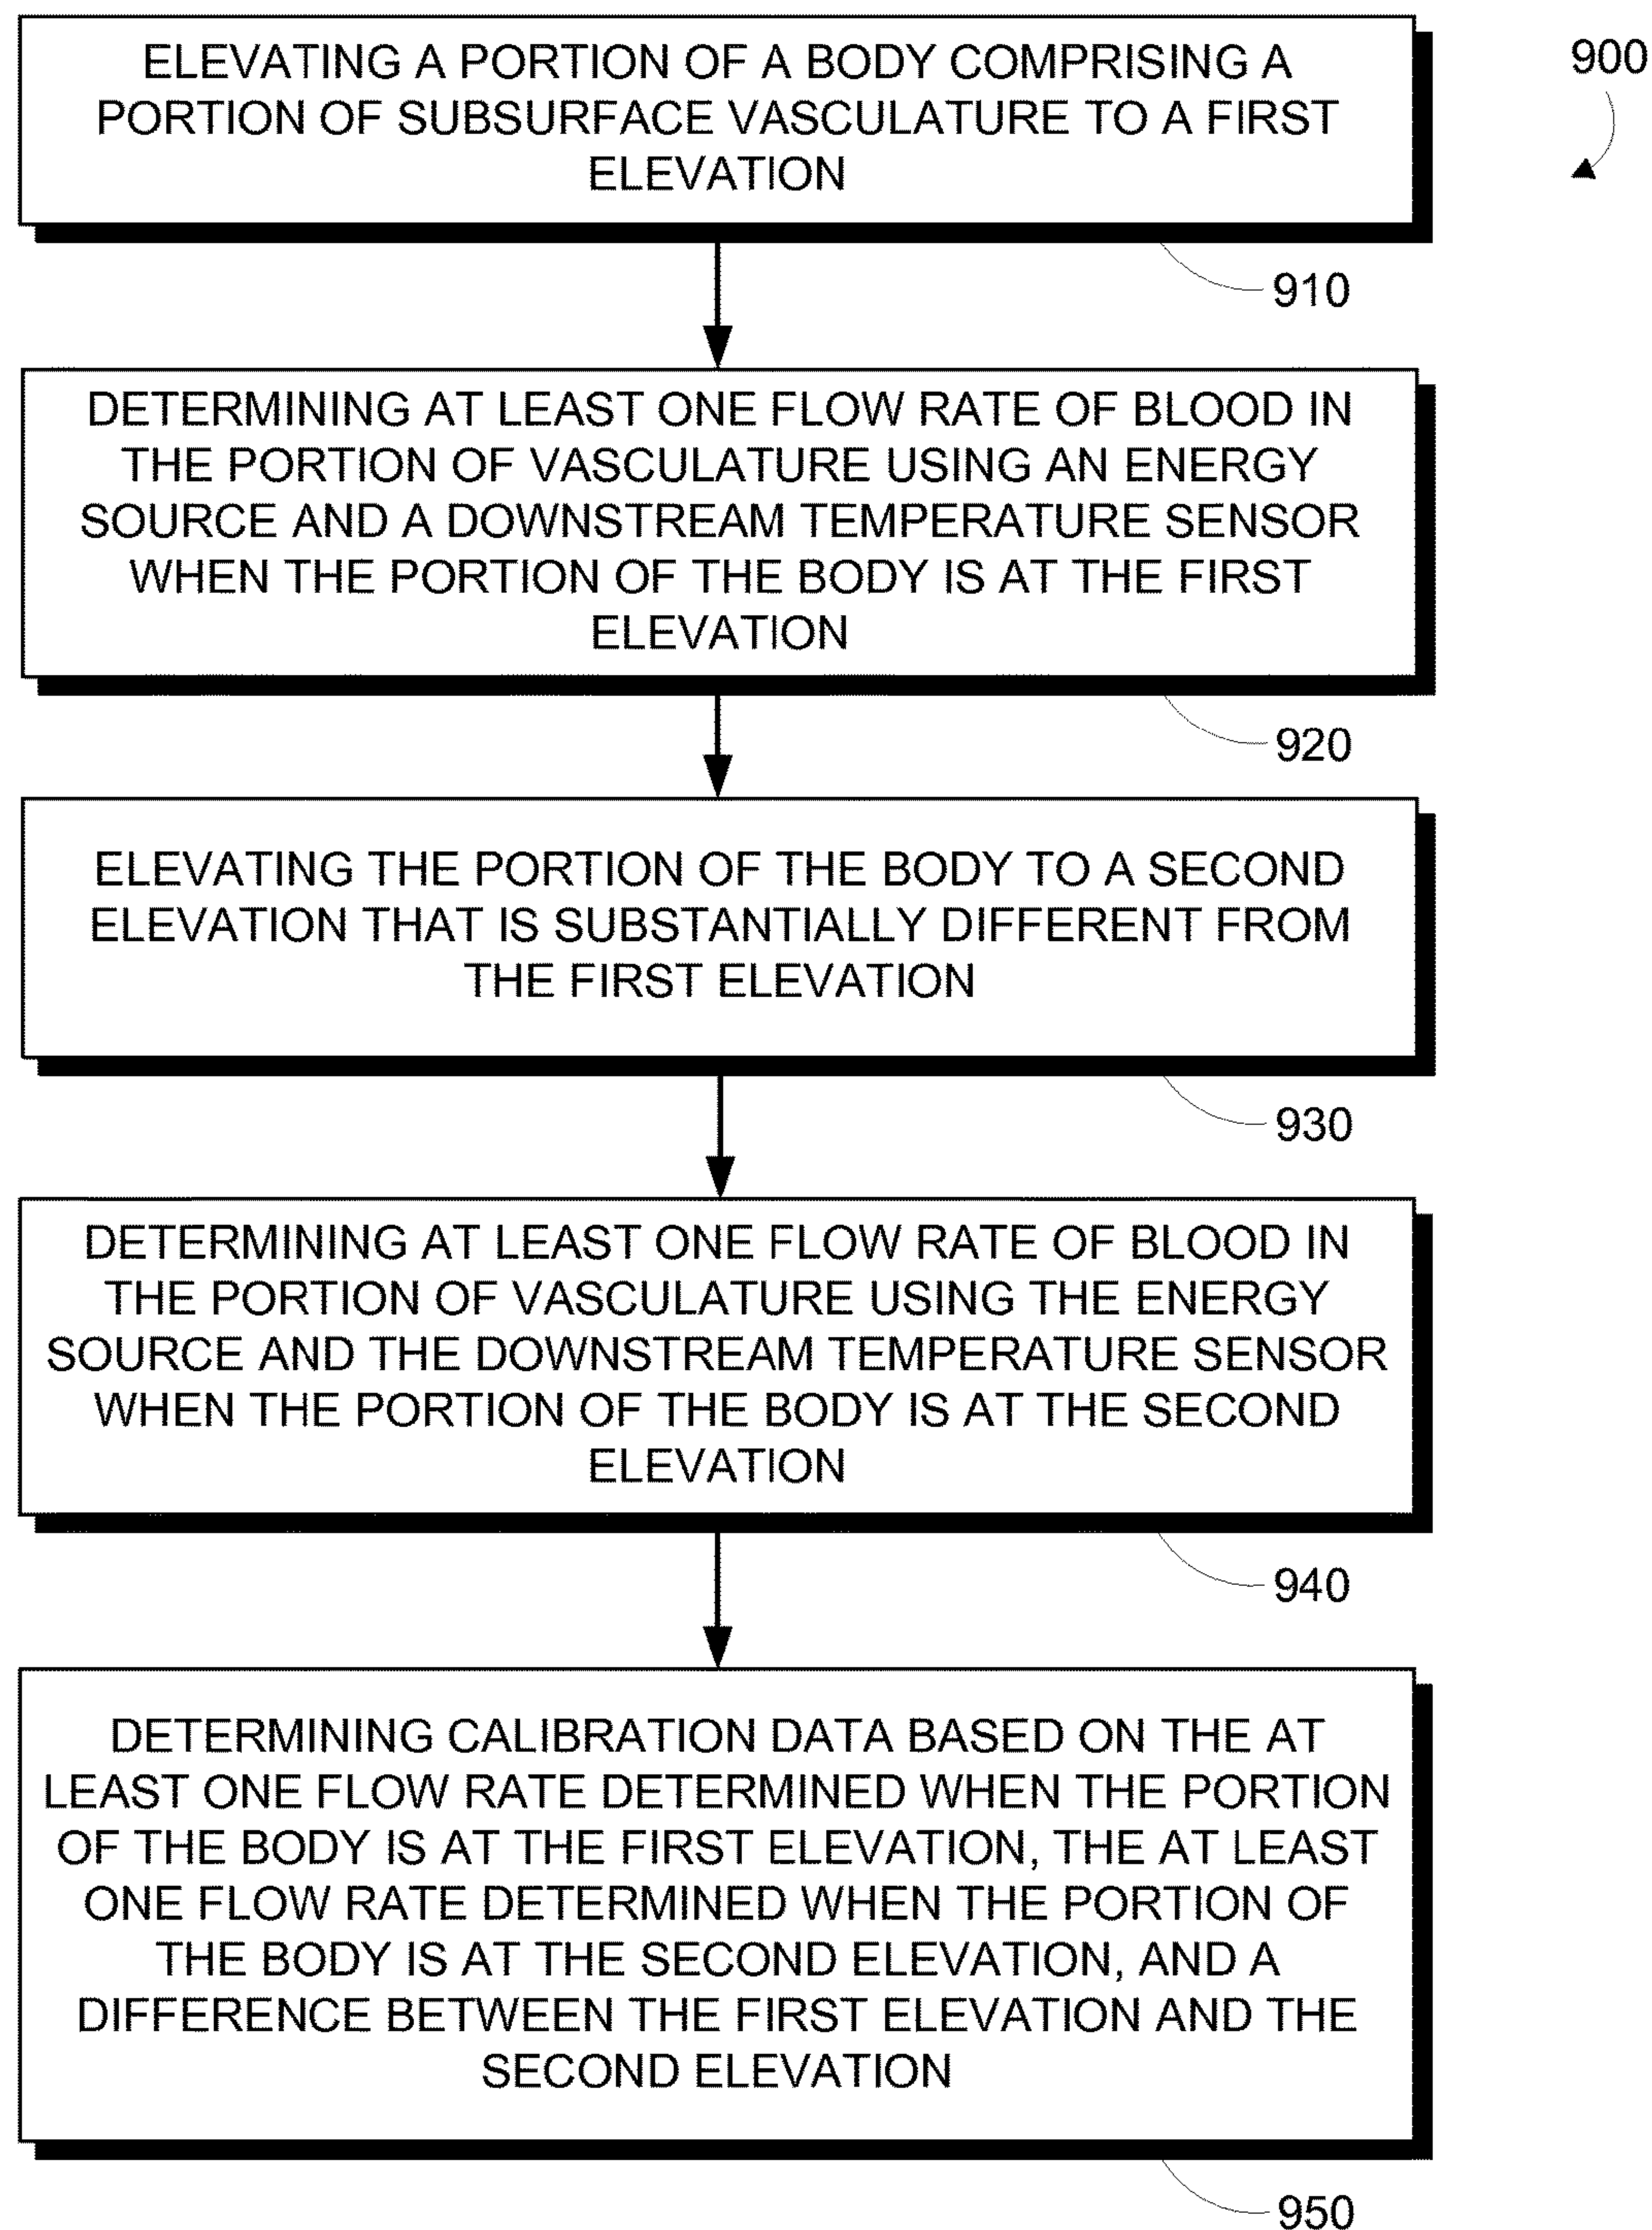 ELEVATING A PORTION OF A BODY COMPRISING A
PORTION OF SUBSURFACE VASCULATURE TO A FIRST
ELEVATION
900
910
DETERMINING AT LEAST ONE FLOW RATE OF BLOOD IN
THE PORTION OF VASCULATURE USING AN ENERGY
SOURCE AND A DOWNSTREAM TEMPERATURE SENSOR
WHEN THE PORTION OF THE BODY IS AT THE FIRST
ELEVATION
920
ELEVATING THE PORTION OF THE BODY TO A SECOND
ELEVATION THAT IS SUBSTANTIALLY DIFFERENT FROM
THE FIRST ELEVATION
930
DETERMINING AT LEAST ONE FLOW RATE OF BLOOD IN
THE PORTION OF VASCULATURE USING THE ENERGY
SOURCE AND THE DOWNSTREAM TEMPERATURE SENSOR
WHEN THE PORTION OF THE BODY IS AT THE SECOND
ELEVATION
940
DETERMINING CALIBRATION DATA BASED ON THE AT
LEAST ONE FLOW RATE DETERMINED WHEN THE PORTION
OF THE BODY IS AT THE FIRST ELEVATION, THE AT LEAST
ONE FLOW RATE DETERMINED WHEN THE PORTION OF
THE BODY IS AT THE SECOND ELEVATION, AND A
DIFFERENCE BETWEEN THE FIRST ELEVATION AND THE
SECOND ELEVATION
950